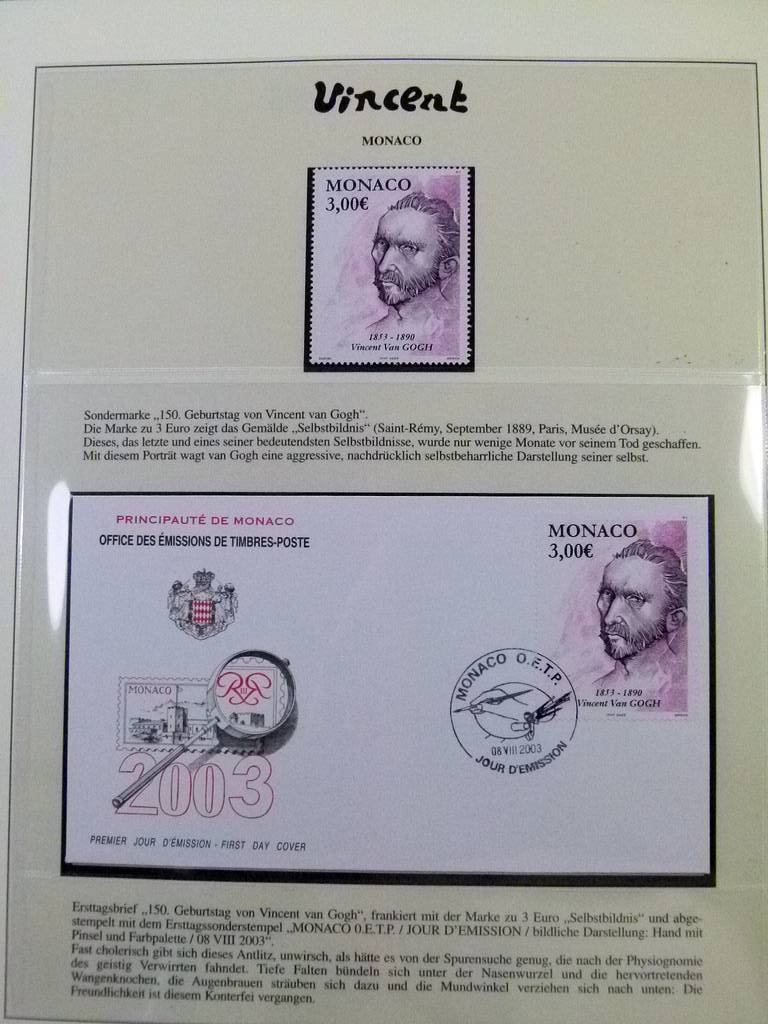 Vincent
MONACO
MONACO
3,00€
1853 - 1890
Vincent Van GOGH
Sondermarke „150. Geburtstag von Vincent van Gogh“.
Die Marke zu 3 Euro zeigt das Gemälde „Selbstbildnis“ (Saint-Rémy, September 1889, Paris, Musée d’Orsay).
Dieses, das letzte und eines seiner bedeutendsten Selbstbildnisse, wurde nur wenige Monate vor seinem Tod geschaffen.
Mit diesem Porträt wagt van Gogh eine aggressive, nachdrücklich selbstbeharrliche Darstellung seiner selbst.
PRINCIPAUTÉ DE MONACO
OFFICE DES ÉMISSIONS DE TIMBRES-POSTE
MONACO
2003
PREMIER JOUR D'ÉMISSION - FIRST DAY COVER
MONACO
3,00€
1853 - 1890
Vincent Van GOGH
MONACO O.E.T.P.
08 VIII 2003
JOUR D'EMISSION
Ersttagsbrief „150. Geburtstag von Vincent van Gogh“, frankiert mit der Marke zu 3 Euro „Selbstbildnis“ und abge-
stempelt mit dem Ersttagssonderstempel „MONACO 0.E.T.P. / JOUR D’EMISSION / bildliche Darstellung: Hand mit
Pinsel und Farbpalette / 08 VIII 2003“.
Fast cholerisch gibt sich dieses Antlitz, unwirsch, als hätte es von der Spurensuche genug, die nach der Physiognomie
des geistig Verwirrten fahndet. Tiefe Falten bündeln sich unter der Nasenwurzel und die hervortretenden
Wangenknochen, die Augenbrauen sträuben sich dazu und die Mundwinkel verziehen sich nach unten: Die
Freundlichkeit ist diesem Konterfei vergangen.